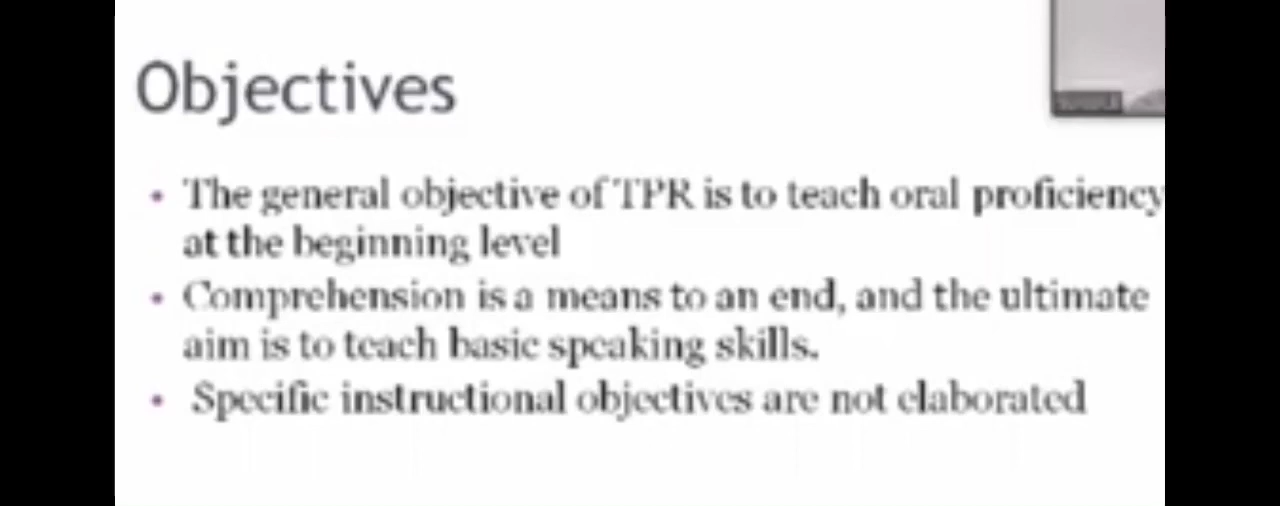 Objectives
• The general objective of TPR is to teach oral proficiency
at the beginning level
• Comprehension is a means to an end, and the ultimate
aim is to teach basic speaking skills.
• Specific instructional objectives are not elaborated